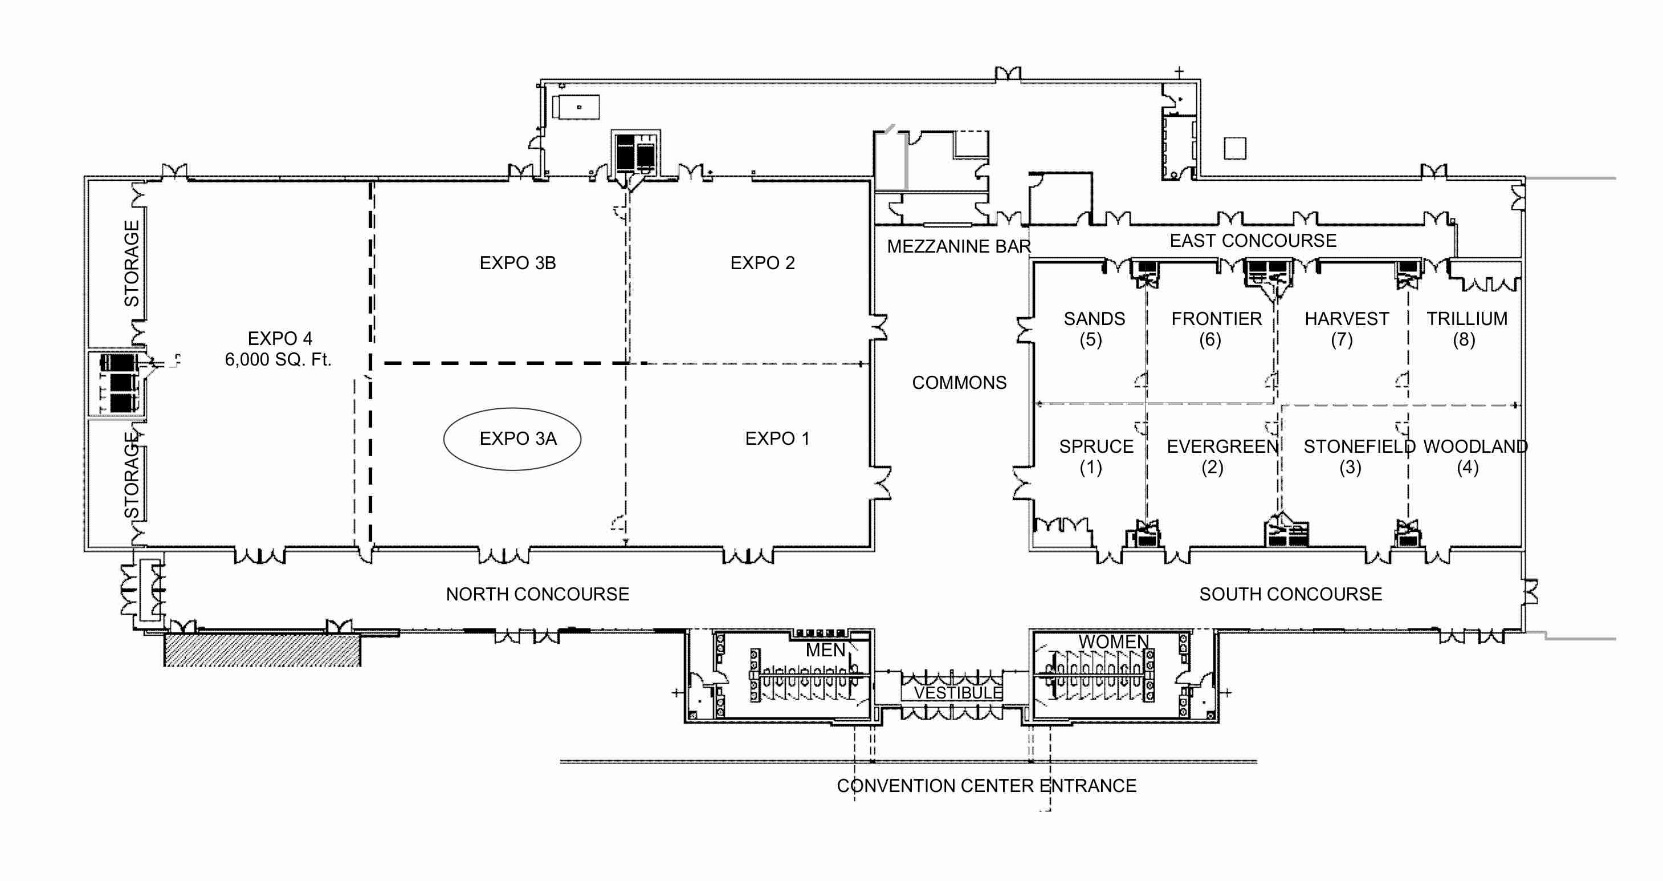 MEZZANINE BAR
EAST CONCOURSE
STORAGE
EXPO 3B
EXPO 2
EXPO 4
6,000 SQ. Ft.
SANDS
(5)
FRONTIER
(6)
HARVEST
(7)
TRILLIUM
(8)
COMMONS
STORAGE
EXPO 3A
EXPO 1
SPRUCE
(1)
EVERGREEN
(2)
STONEFIELD
(3)
WOODLAND
(4)
NORTH CONCOURSE
SOUTH CONCOURSE
MEN
WOMEN
VESTIBULE
CONVENTION CENTER ENTRANCE